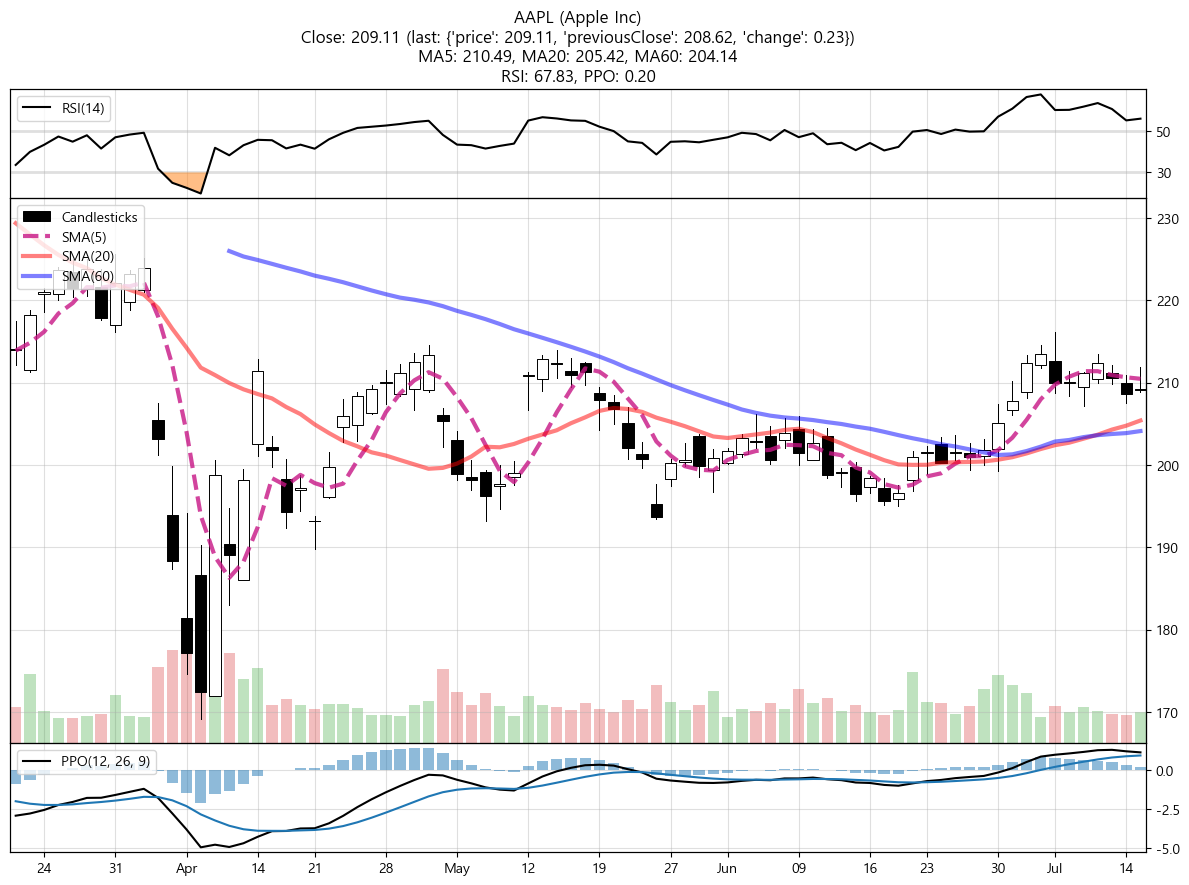 AAPL (Apple Inc)
Close: 209.11 (last: {'price': 209.11, 'previousClose': 208.62, 'change': 0.23})
MA5: 210.49, MA20: 205.42, MA60: 204.14
RSI: 67.83, PPO: 0.20
RSI(14)
50
30
Candlesticks
SMA(5)
SMA(20)
SMA(60)
230
220
210
200
190
180
170
PPO(12, 26, 9)
0.0
-2.5
-5.0
24 31 Apr 14 21 28 May 12 19 27 Jun 09 16 23 30 Jul 14